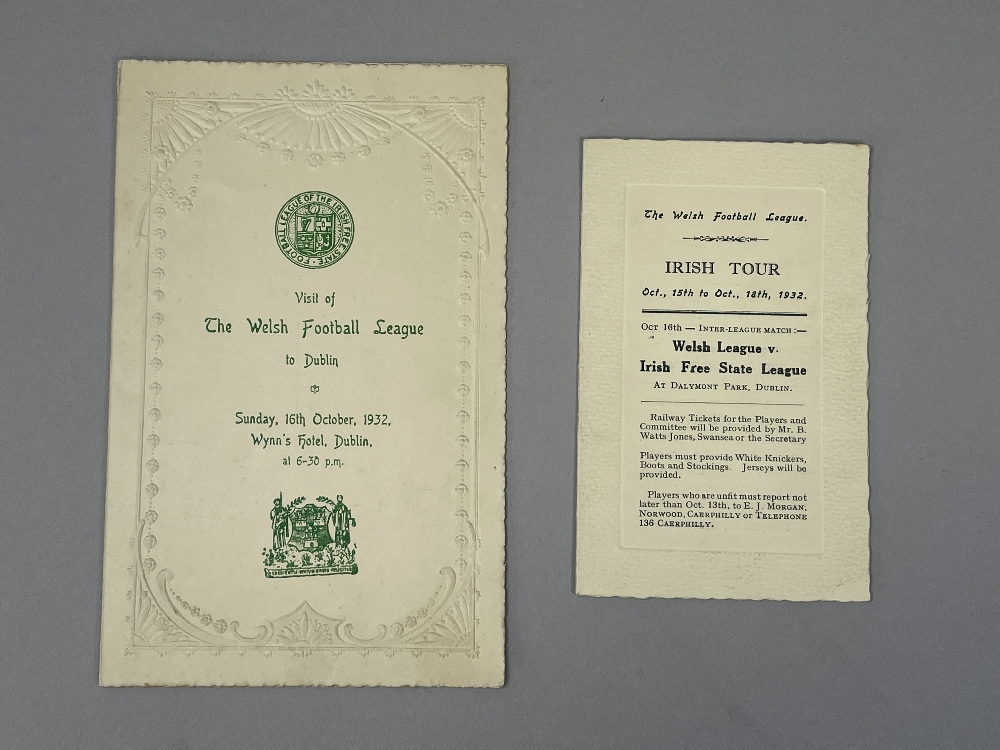 FOOTBALL LEAGUE OF THE IRISH FREE STATE
Visit of
The Welsh Football League
to Dublin
Sunday, 16th October, 1932,
Wynn's Hotel, Dublin,
at 6-30 p.m.
The Welsh Football League.
IRISH TOUR
Oct., 15th to Oct., 18th, 1932.
Oct 16th — Inter-league match :—
Welsh League v.
Irish Free State League
At Dalymont Park, Dublin.
Railway Tickets for the Players and
Committee will be provided by Mr. B.
Watts Jones, Swansea or the Secretary
Players must provide White Knickers,
Boots and Stockings. Jerseys will be
provided.
Players who are unfit must report not
later than Oct. 13th, to E. J. Morgan,
Norwood, Caerphilly or Telephone
136 Caerphilly.